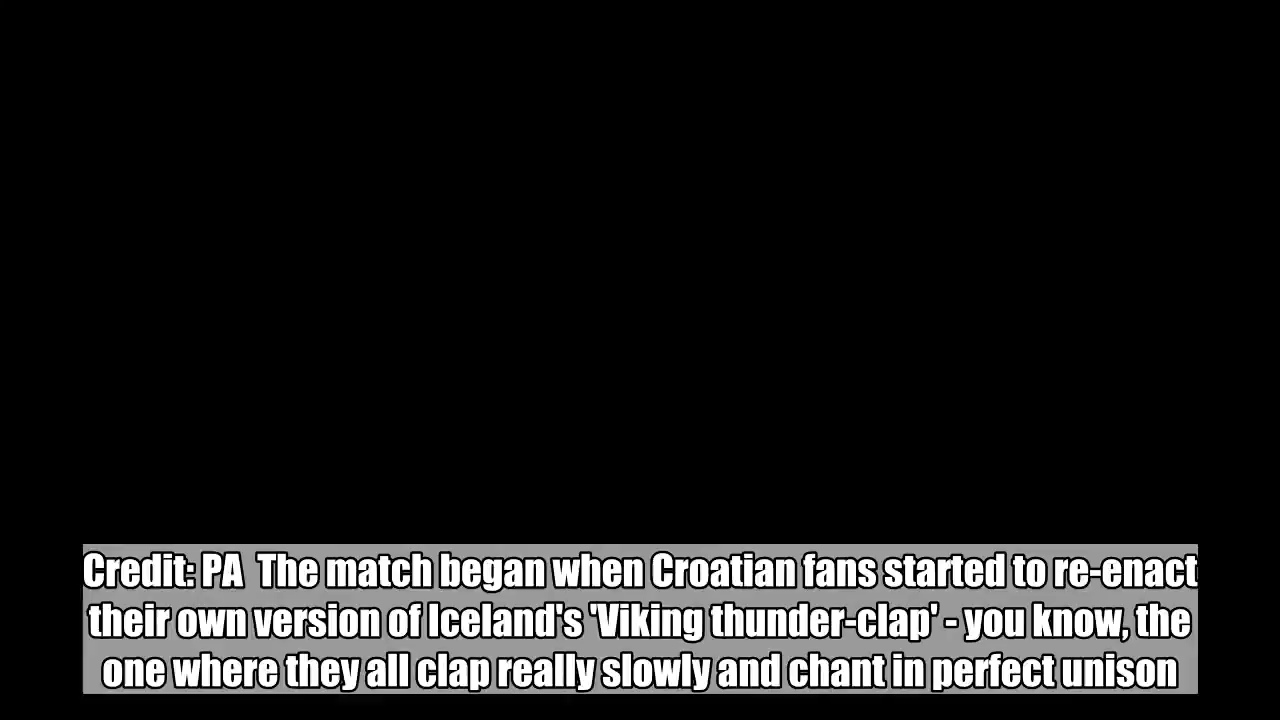 Credit: PA  The match began when Croatian fans started to re-enact
their own version of Iceland's 'Viking thunder-clap' - you know, the
one where they all clap really slowly and chant in perfect unison